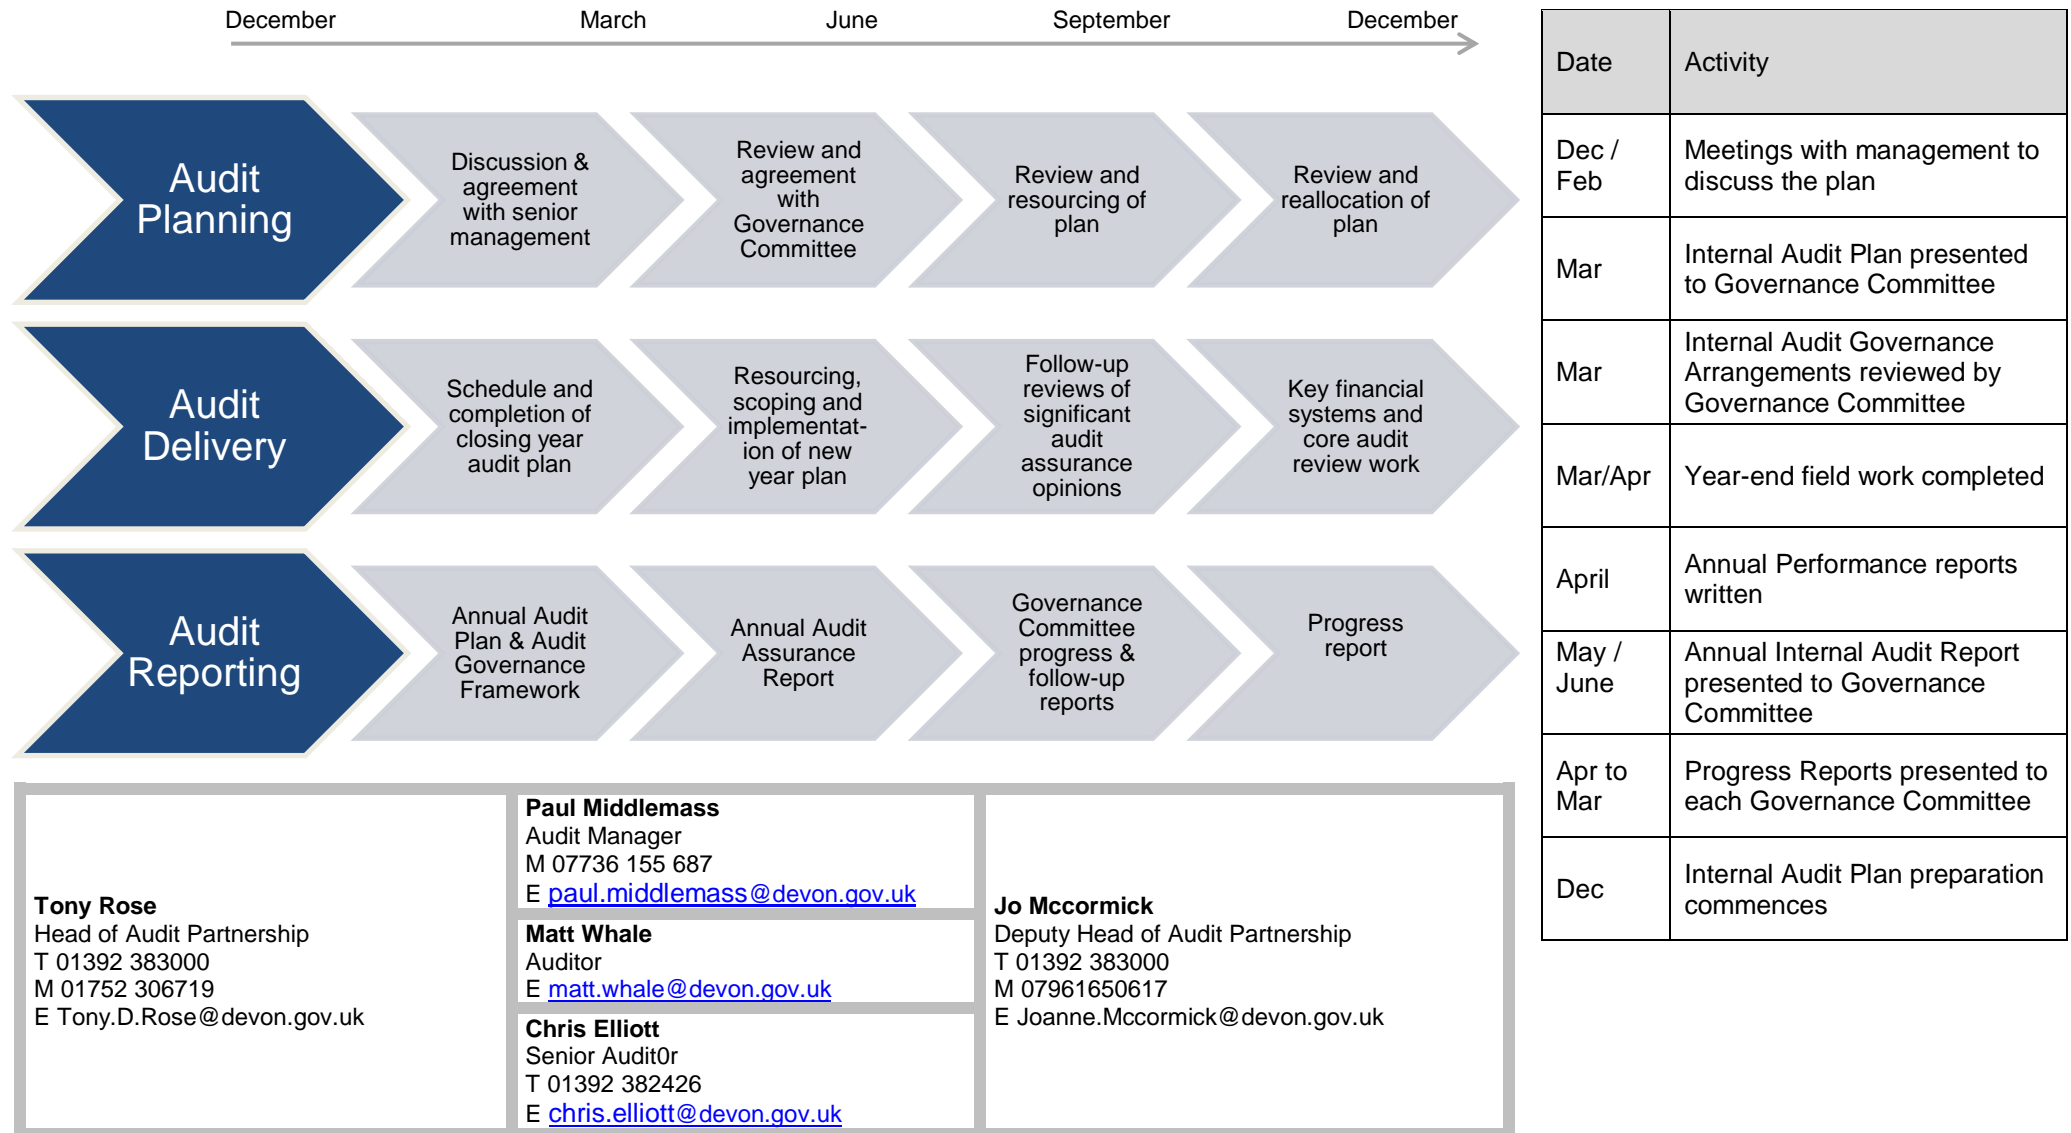 December March June September December
Audit
Planning
Discussion &
agreement
with senior
management
Review and
agreement
with
Governance
Committee
Review and
resourcing of
plan
Review and
reallocation of
plan
Audit
Delivery
Schedule and
completion of
closing year
audit plan
Resourcing,
scoping and
implementat-
ion of new
year plan
Follow-up
reviews of
significant
audit
assurance
opinions
Key financial
systems and
core audit
review work
Audit
Reporting
Annual Audit
Plan & Audit
Governance
Framework
Annual Audit
Assurance
Report
Governance
Committee
progress &
follow-up
reports
Progress
report
Tony Rose
Head of Audit Partnership
T 01392 383000
M 01752 306719
E Tony.D.Rose@devon.gov.uk
Paul Middlemass
Audit Manager
M 07736 155 687
E paul.middlemass@devon.gov.uk
Matt Whale
Auditor
E matt.whale@devon.gov.uk
Chris Elliott
Senior Audit0r
T 01392 382426
E chris.elliott@devon.gov.uk
Jo Mccormick
Deputy Head of Audit Partnership
T 01392 383000
M 07961650617
E Joanne.Mccormick@devon.gov.uk
Date Activity
Dec /
Feb
Meetings with management to
discuss the plan
Mar
Internal Audit Plan presented
to Governance Committee
Mar
Internal Audit Governance
Arrangements reviewed by
Governance Committee
Mar/Apr Year-end field work completed
April
Annual Performance reports
written
May /
June
Annual Internal Audit Report
presented to Governance
Committee
Apr to
Mar
Progress Reports presented to
each Governance Committee
Dec
Internal Audit Plan preparation
commences